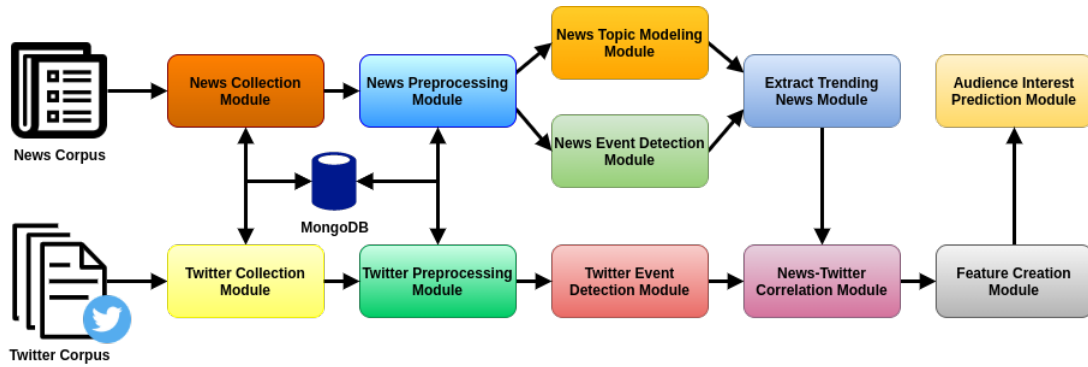 News Corpus
News Collection
Module
News Preprocessing
Module
News Topic Modeling
Module
News Event Detection
Module
Extract Trending
News Module
Audience Interest
Prediction Module
MongoDB
Twitter Corpus
Twitter Collection
Module
Twitter Preprocessing
Module
Twitter Event
Detection Module
News-Twitter
Correlation Module
Feature Creation
Module